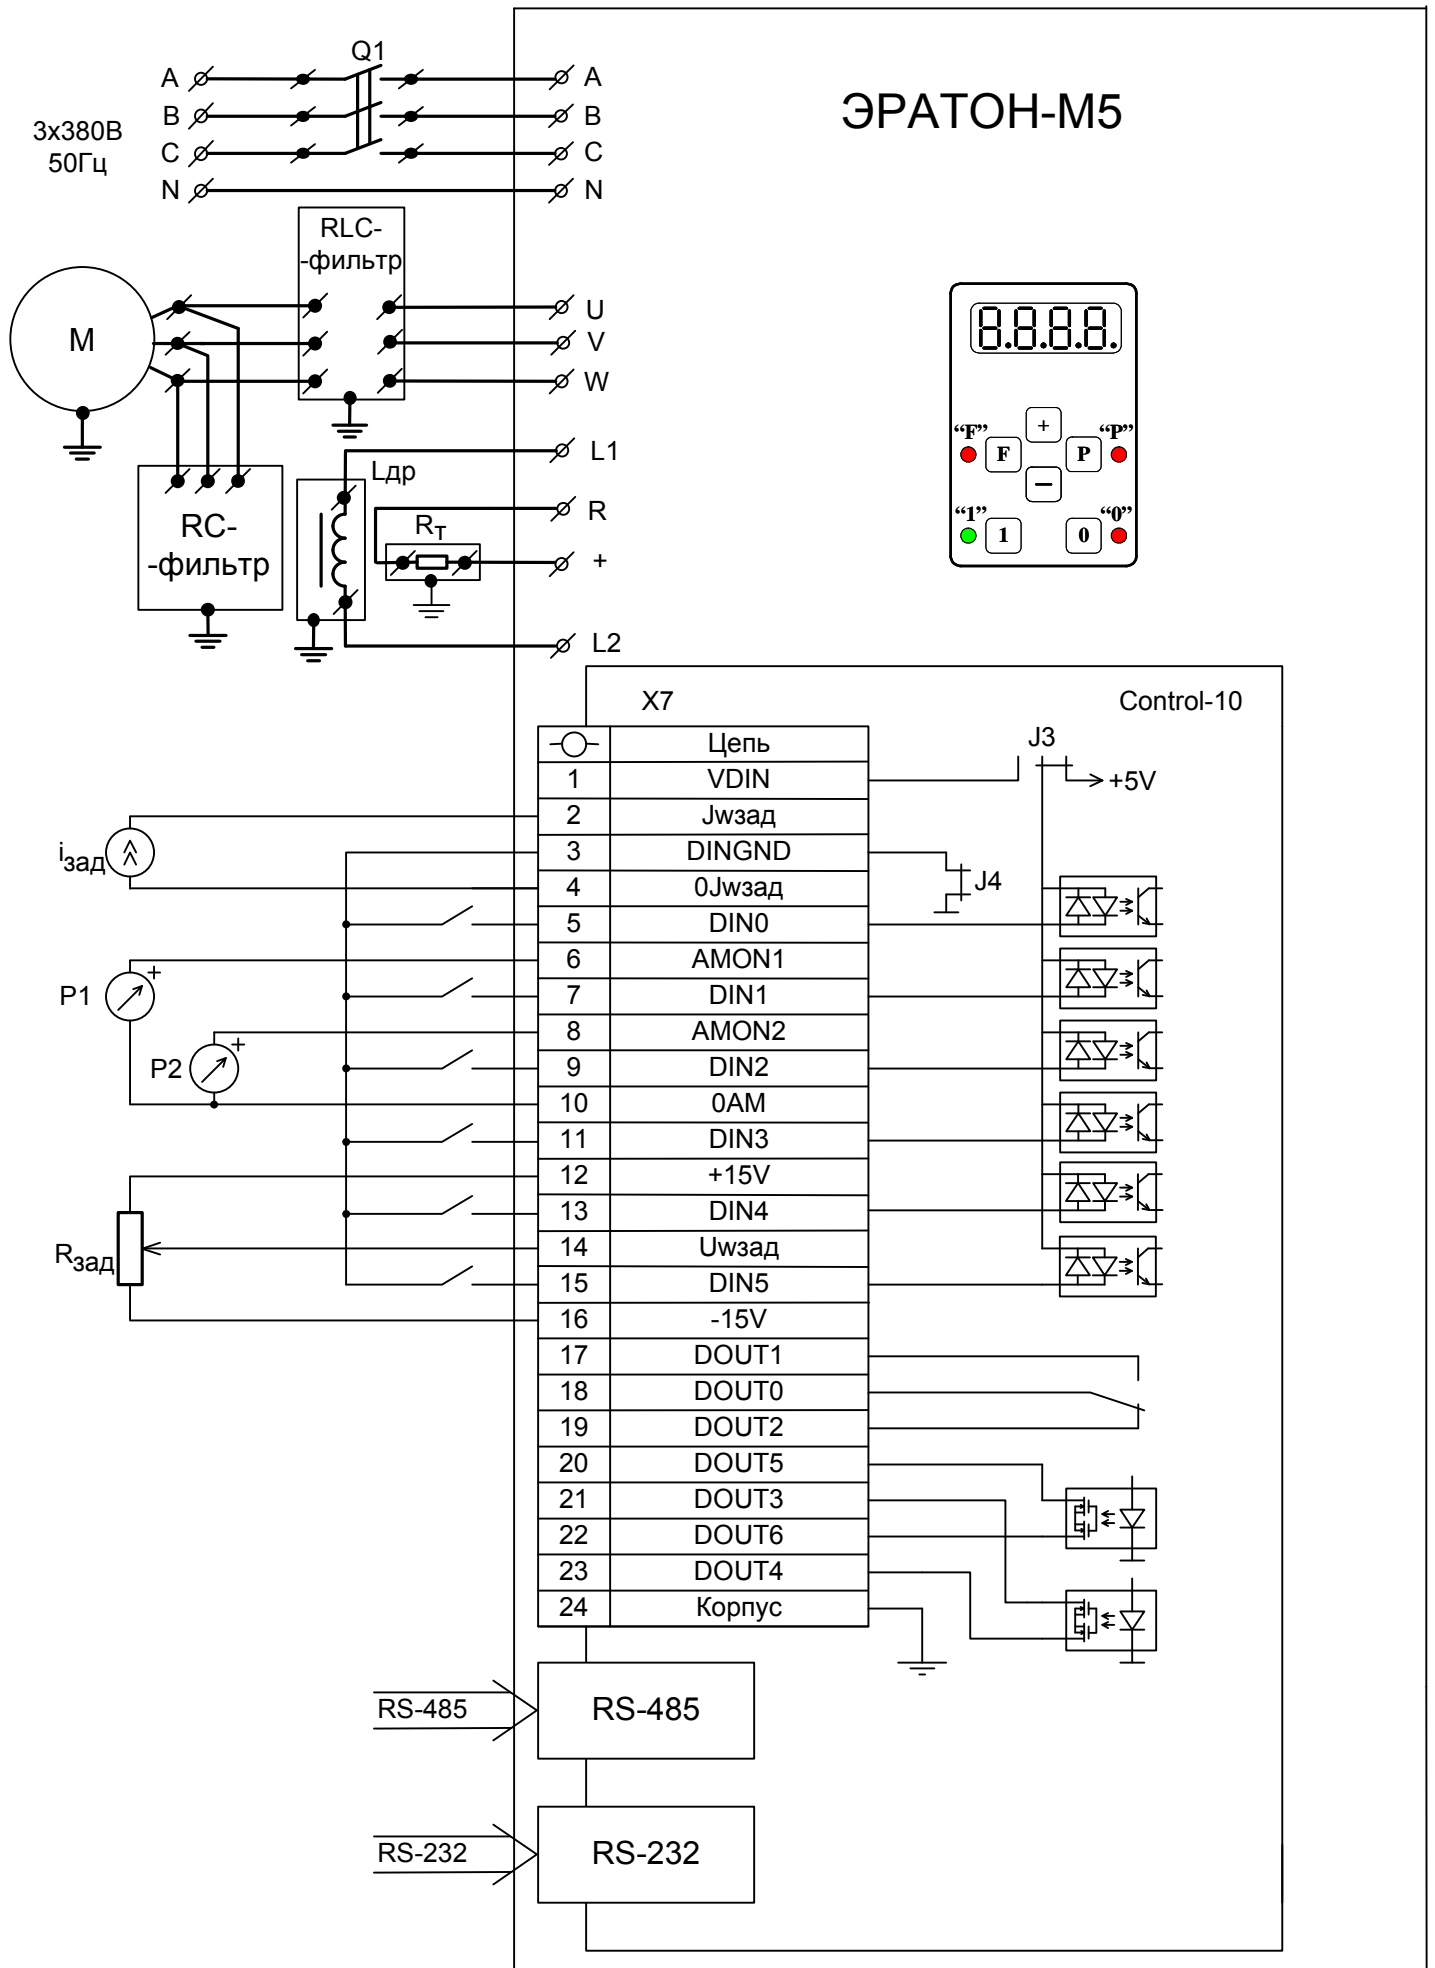 Q1
A
A
B
B
C
C
N
N
3х380В
50Гц
ЭРАТОН-М5
RLC-
-фильтр
M
U
V
W
L1
Lдр
R
Rт
+
L2
RC-
-фильтр
8.8.8.8.
+
“F”
F
P
“P”
−
“1”
1
0
“0”
X7
Control-10
Цепь
J3
1 VDIN
+5V
2 Jwзад
iзад
3 DINGND
J4
4 0Jwзад
5 DIN0
6 AMON1
+
P1
7 DIN1
8 AMON2
+
P2
9 DIN2
10 0AM
11 DIN3
12 +15V
13 DIN4
14 Uwзад
Rзад
15 DIN5
16 -15V
17 DOUT1
18 DOUT0
19 DOUT2
20 DOUT5
21 DOUT3
22 DOUT6
23 DOUT4
24 Корпус
RS-485
RS-485
RS-232
RS-232